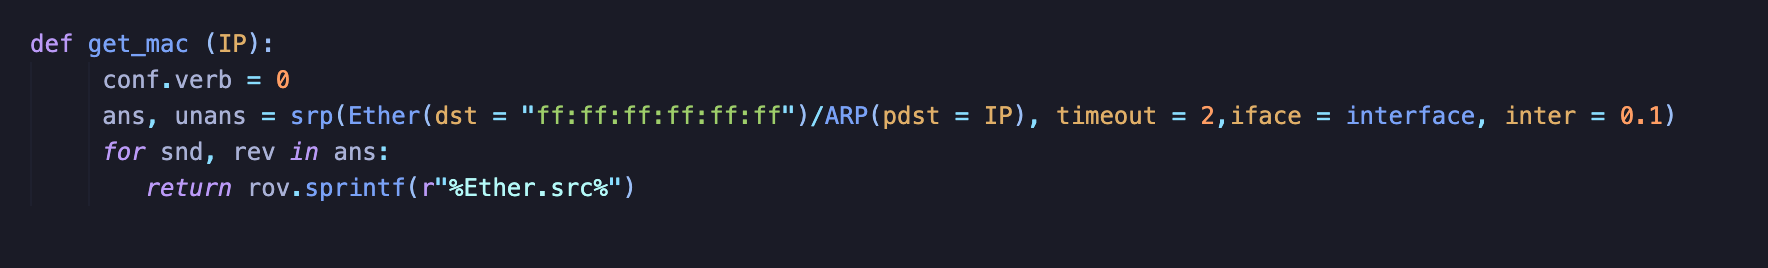 def get_mac (IP):
conf.verb = 0
ans, unans = srp(Ether(dst = "ff:ff:ff:ff:ff:ff")/ARP(pdst = IP), timeout = 2,iface = interface, inter = 0.1)
for snd, rev in ans:
return rov.sprintf(r"%Ether.src%")